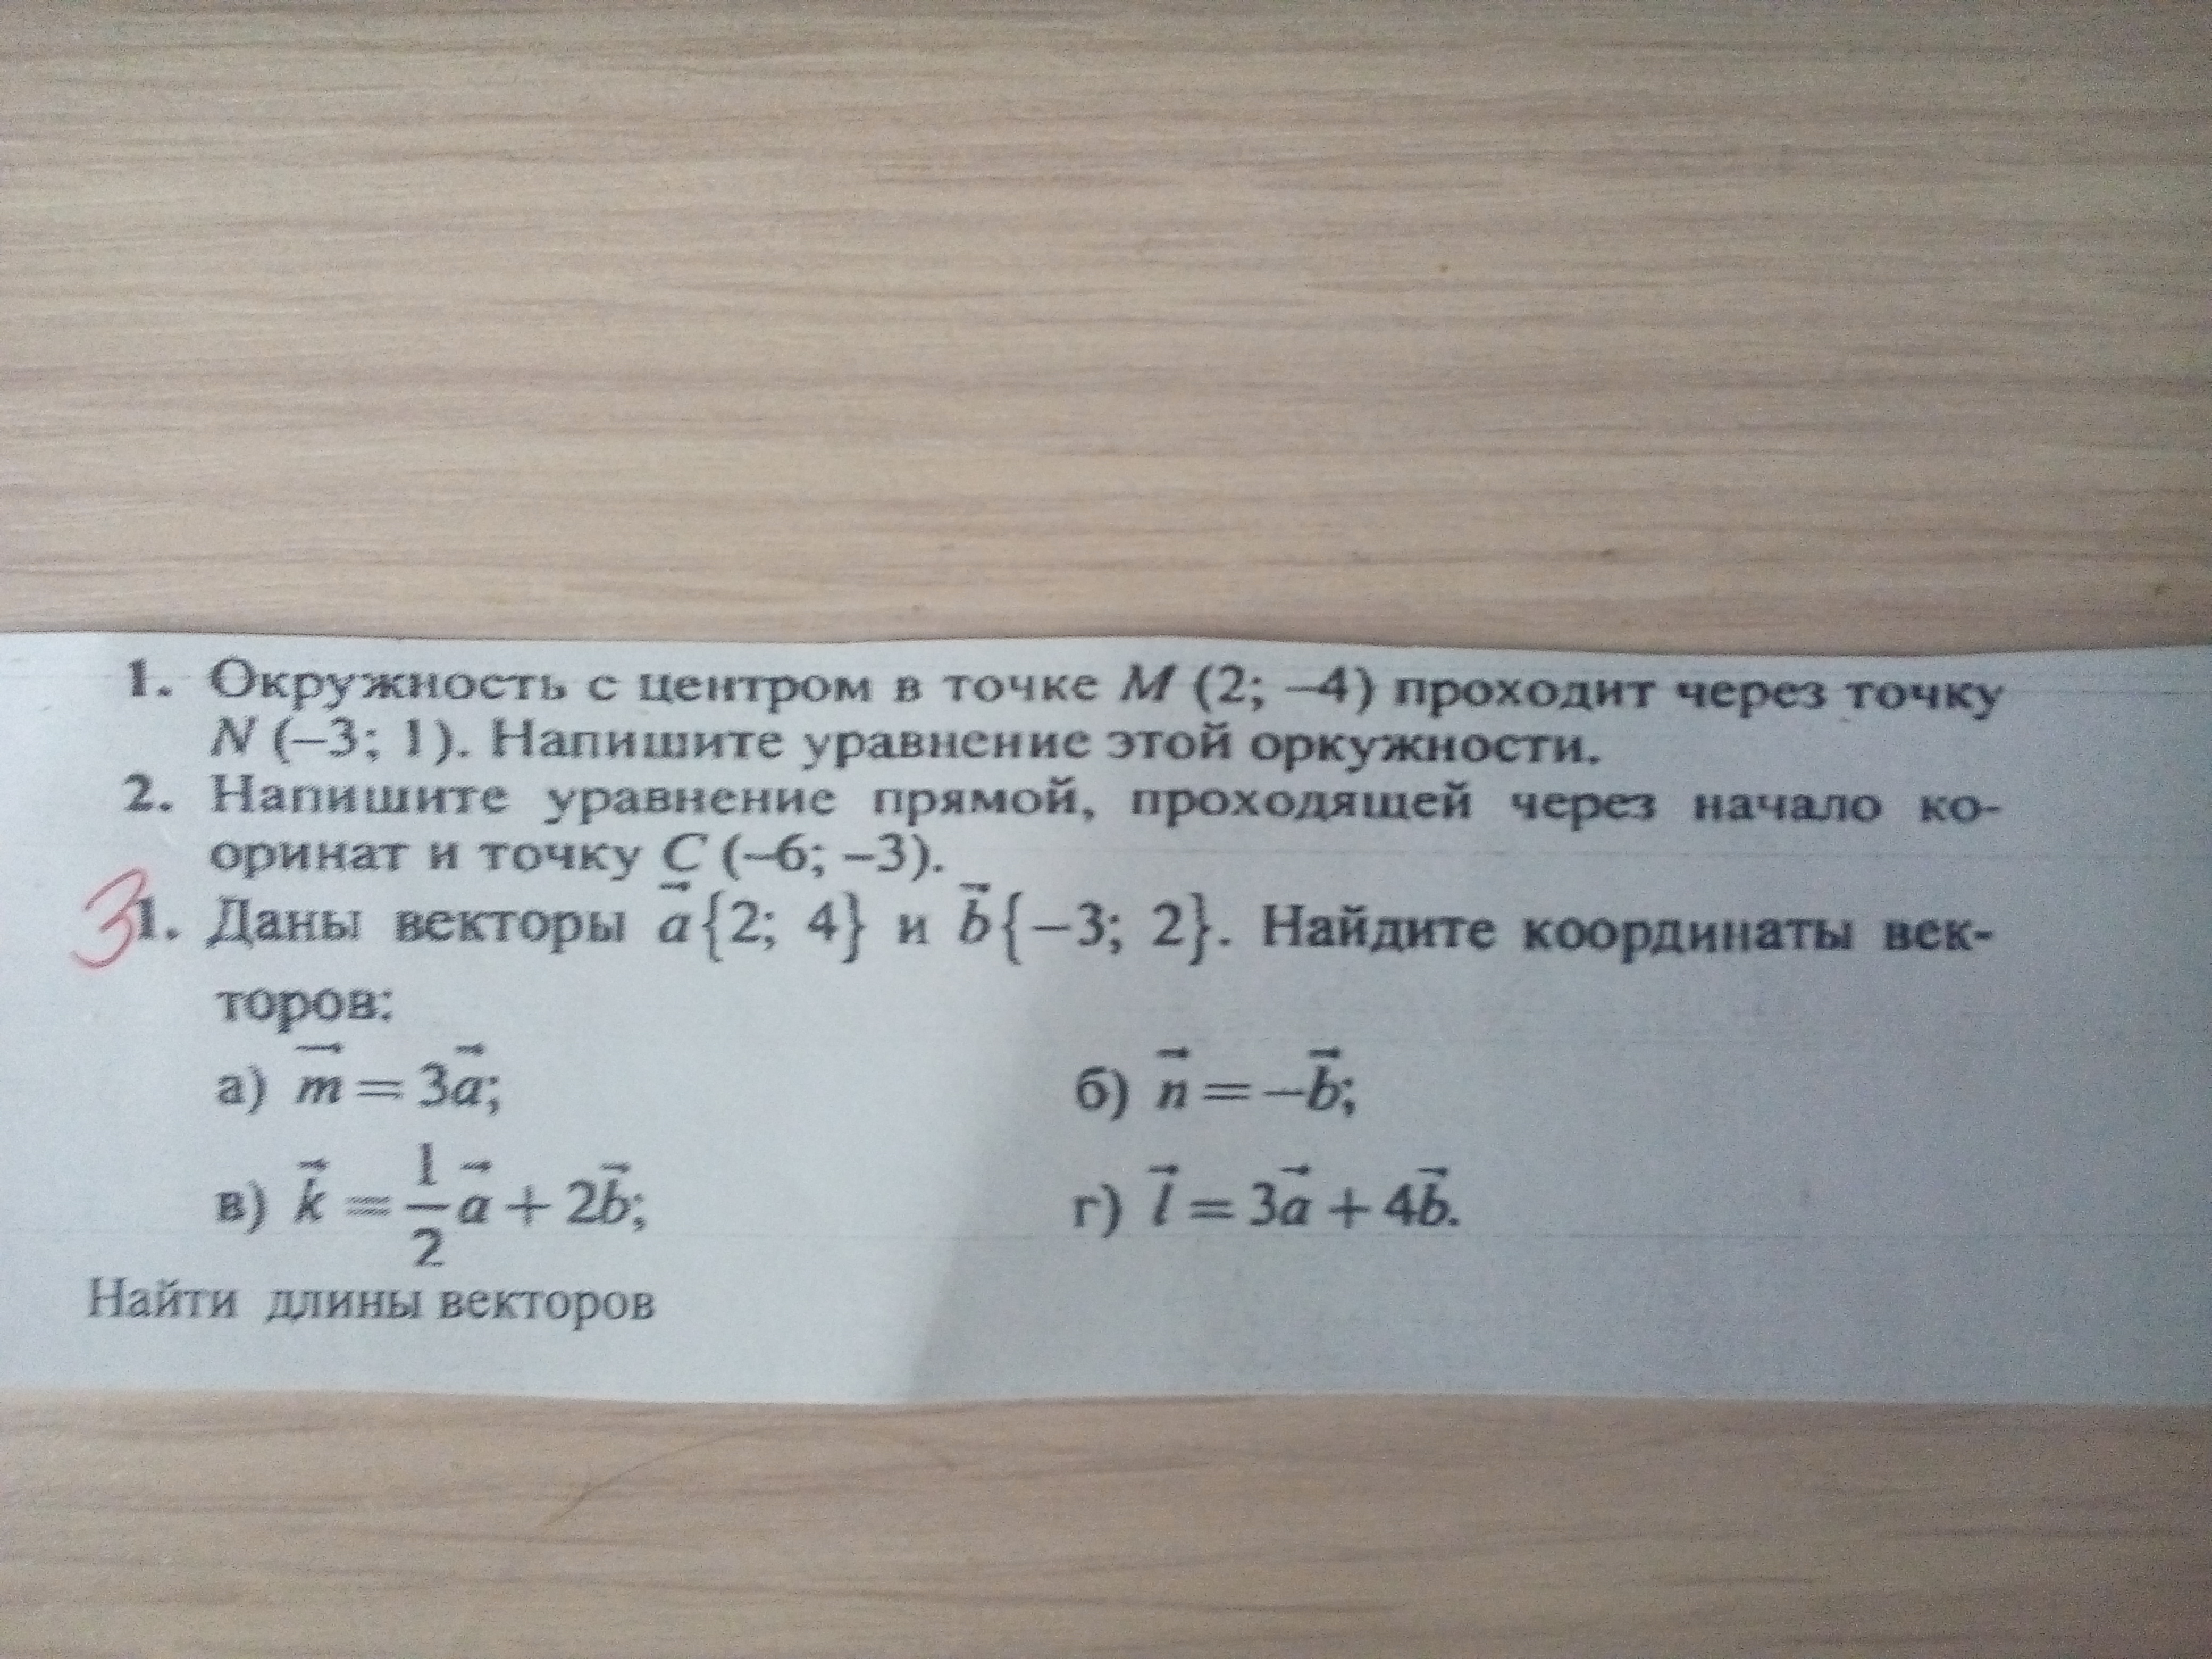 1. Окружность с центром в точке M (2; –4) проходит через точку
N (–3; 1). Напишите уравнение этой оркужности.
2. Напишите уравнение прямой, проходящей через начало ко-
оринат и точку C (–6; –3).
3 1. Даны векторы a⃗{2; 4} и b⃗{–3; 2}. Найдите координаты век-
торов:
а) m⃗ = 3a⃗; б) n⃗ = –b⃗;
в) k⃗ = 1/2 a⃗ + 2b⃗; г) l⃗ = 3a⃗ + 4b⃗.
Найти длины векторов